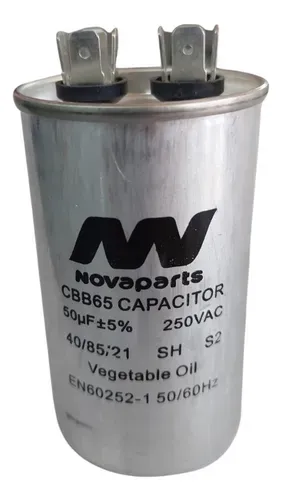 Novaparts
CBB65 CAPACITOR
50µF±5% 250VAC
40/85/21 SH S2
Vegetable Oil
EN60252-1 50/60Hz